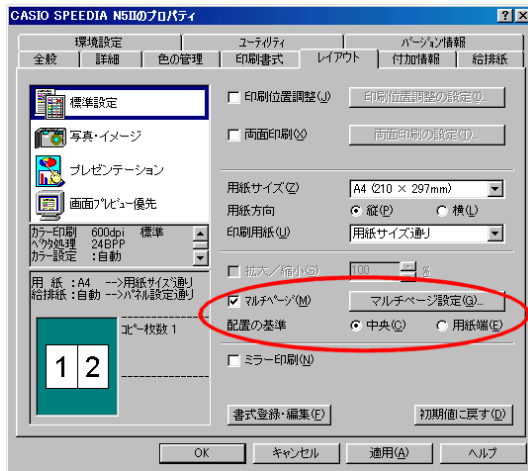 CASIO SPEEDIA N5IIのプロパティ
環境設定 ユーティリティ バージョン情報
全般 詳細 色の管理 印刷書式 レイアウト 付加情報 給排紙
標準設定
写真・イメージ
プレゼンテーション
画面プレビュー優先
カラー印刷 600dpi 標準
ベクタ処理 24BPP
カラー設定 :自動
用 紙 :A4 -->用紙サイズ通り
給排紙 :自動 -->パネル設定通り
コピー枚数 1
1 2
印刷位置調整(J) 印刷位置調整の設定(I)...
両面印刷(X) 両面印刷の設定(T)...
用紙サイズ(Z) A4 (210 × 297mm)
用紙方向 縦(P) 横(L)
印刷用紙(U) 用紙サイズ通り
拡大/縮小(S) 100 %
マルチページ(M) マルチページ設定(G)...
配置の基準 中央(C) 用紙端(E)
ミラー印刷(N)
書式登録・編集(F) 初期値に戻す(D)
OK キャンセル 適用(A) ヘルプ